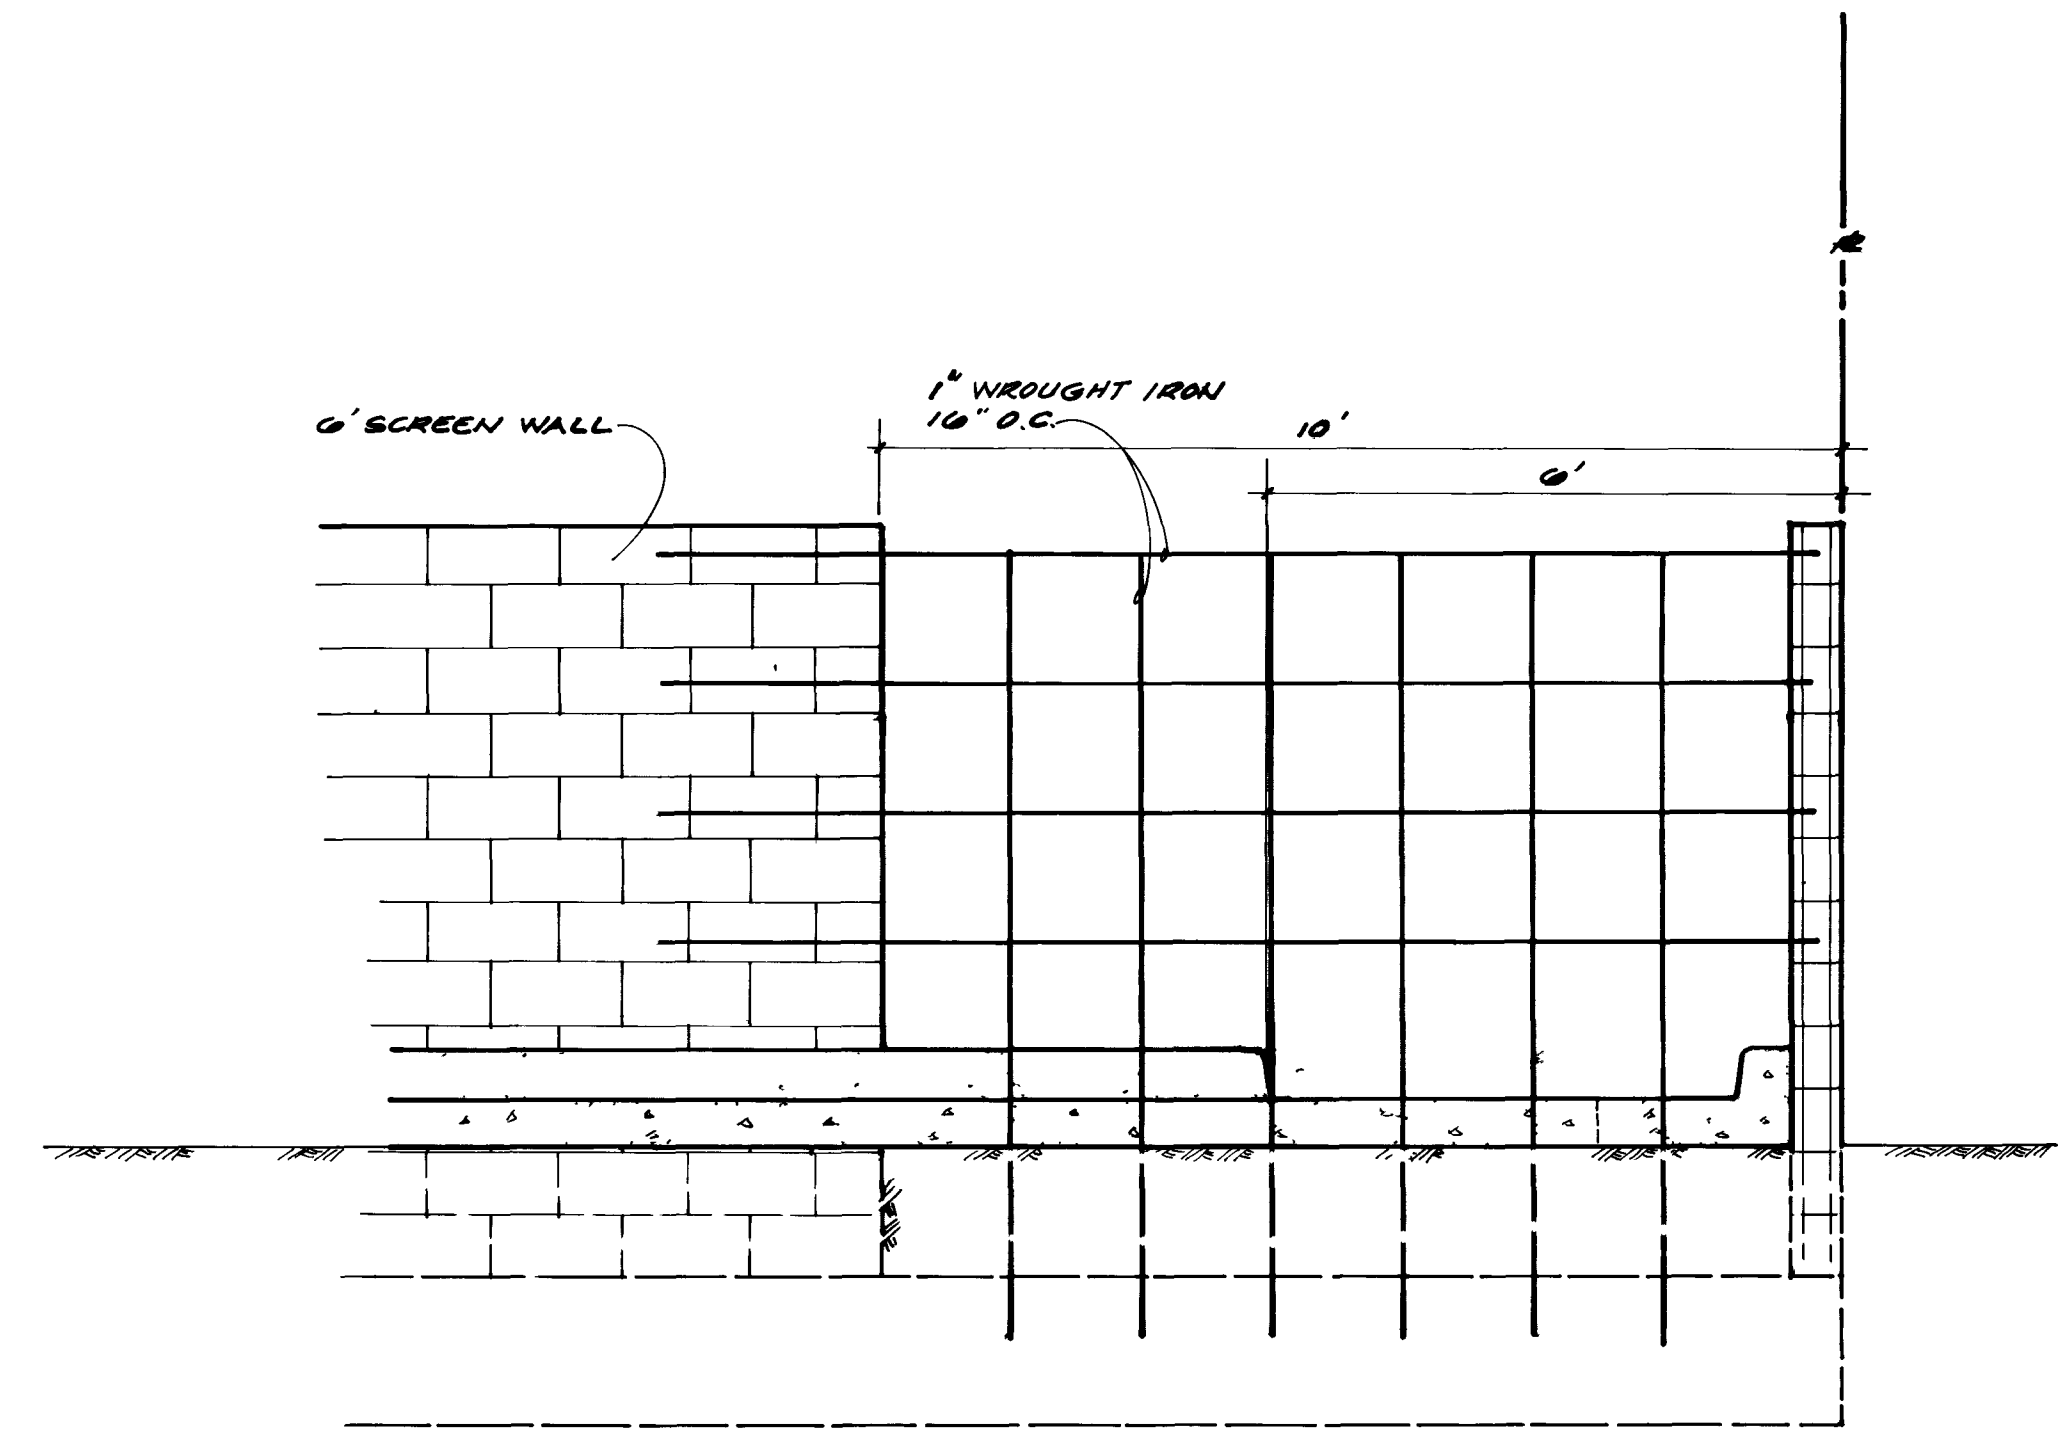 1" WROUGHT IRON
16" O.C.
6' SCREEN WALL
10'
6'